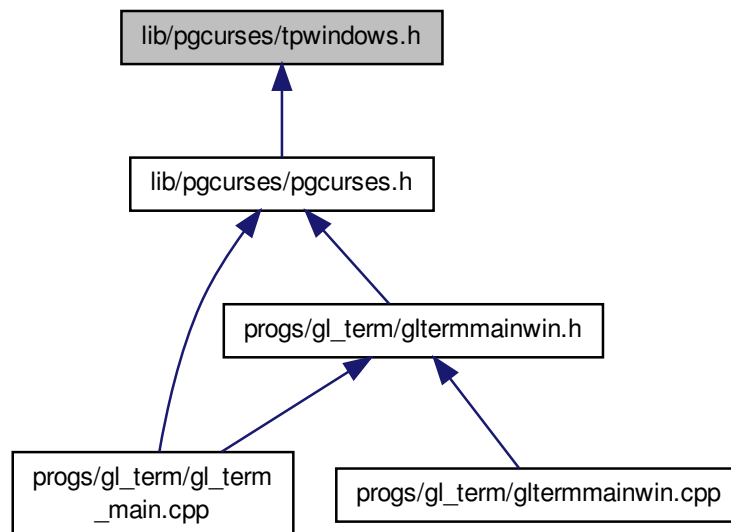 lib/pgcurses/tpwindows.h
lib/pgcurses/pgcurses.h
progs/gl_term/gltermmainwin.h
progs/gl_term/gl_term
_main.cpp
progs/gl_term/gltermmainwin.cpp